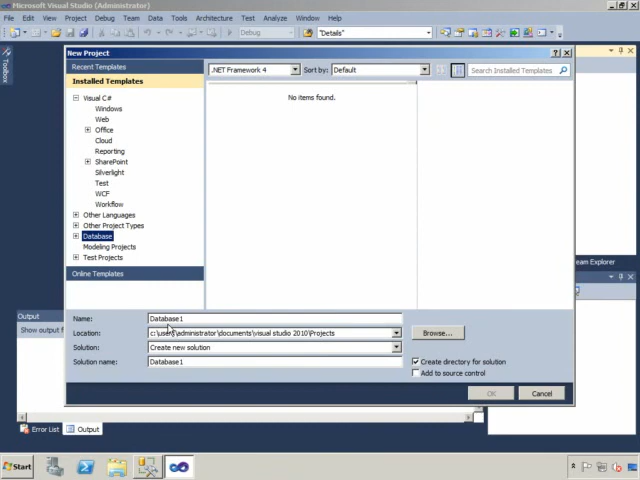 Microsoft Visual Studio (Administrator)
File Edit View Project Debug Team Data Tools Architecture Test Analyze Window Help
Debug "Details"
Toolbox
New Project
Recent Templates
.NET Framework 4 Sort by: Default Search Installed Templates
Installed Templates
No items found.
Visual C#
Windows
Web
Office
Cloud
Reporting
SharePoint
Silverlight
Test
WCF
Workflow
Other Languages
Other Project Types
Database
Modeling Projects
Test Projects
Online Templates
eam Explorer
Name: Database1
Location: c:\users\administrator\documents\visual studio 2010\Projects Browse...
Solution: Create new solution
Solution name: Database1
Create directory for solution
Add to source control
OK Cancel
Output
Show output f
Error List Output
Start